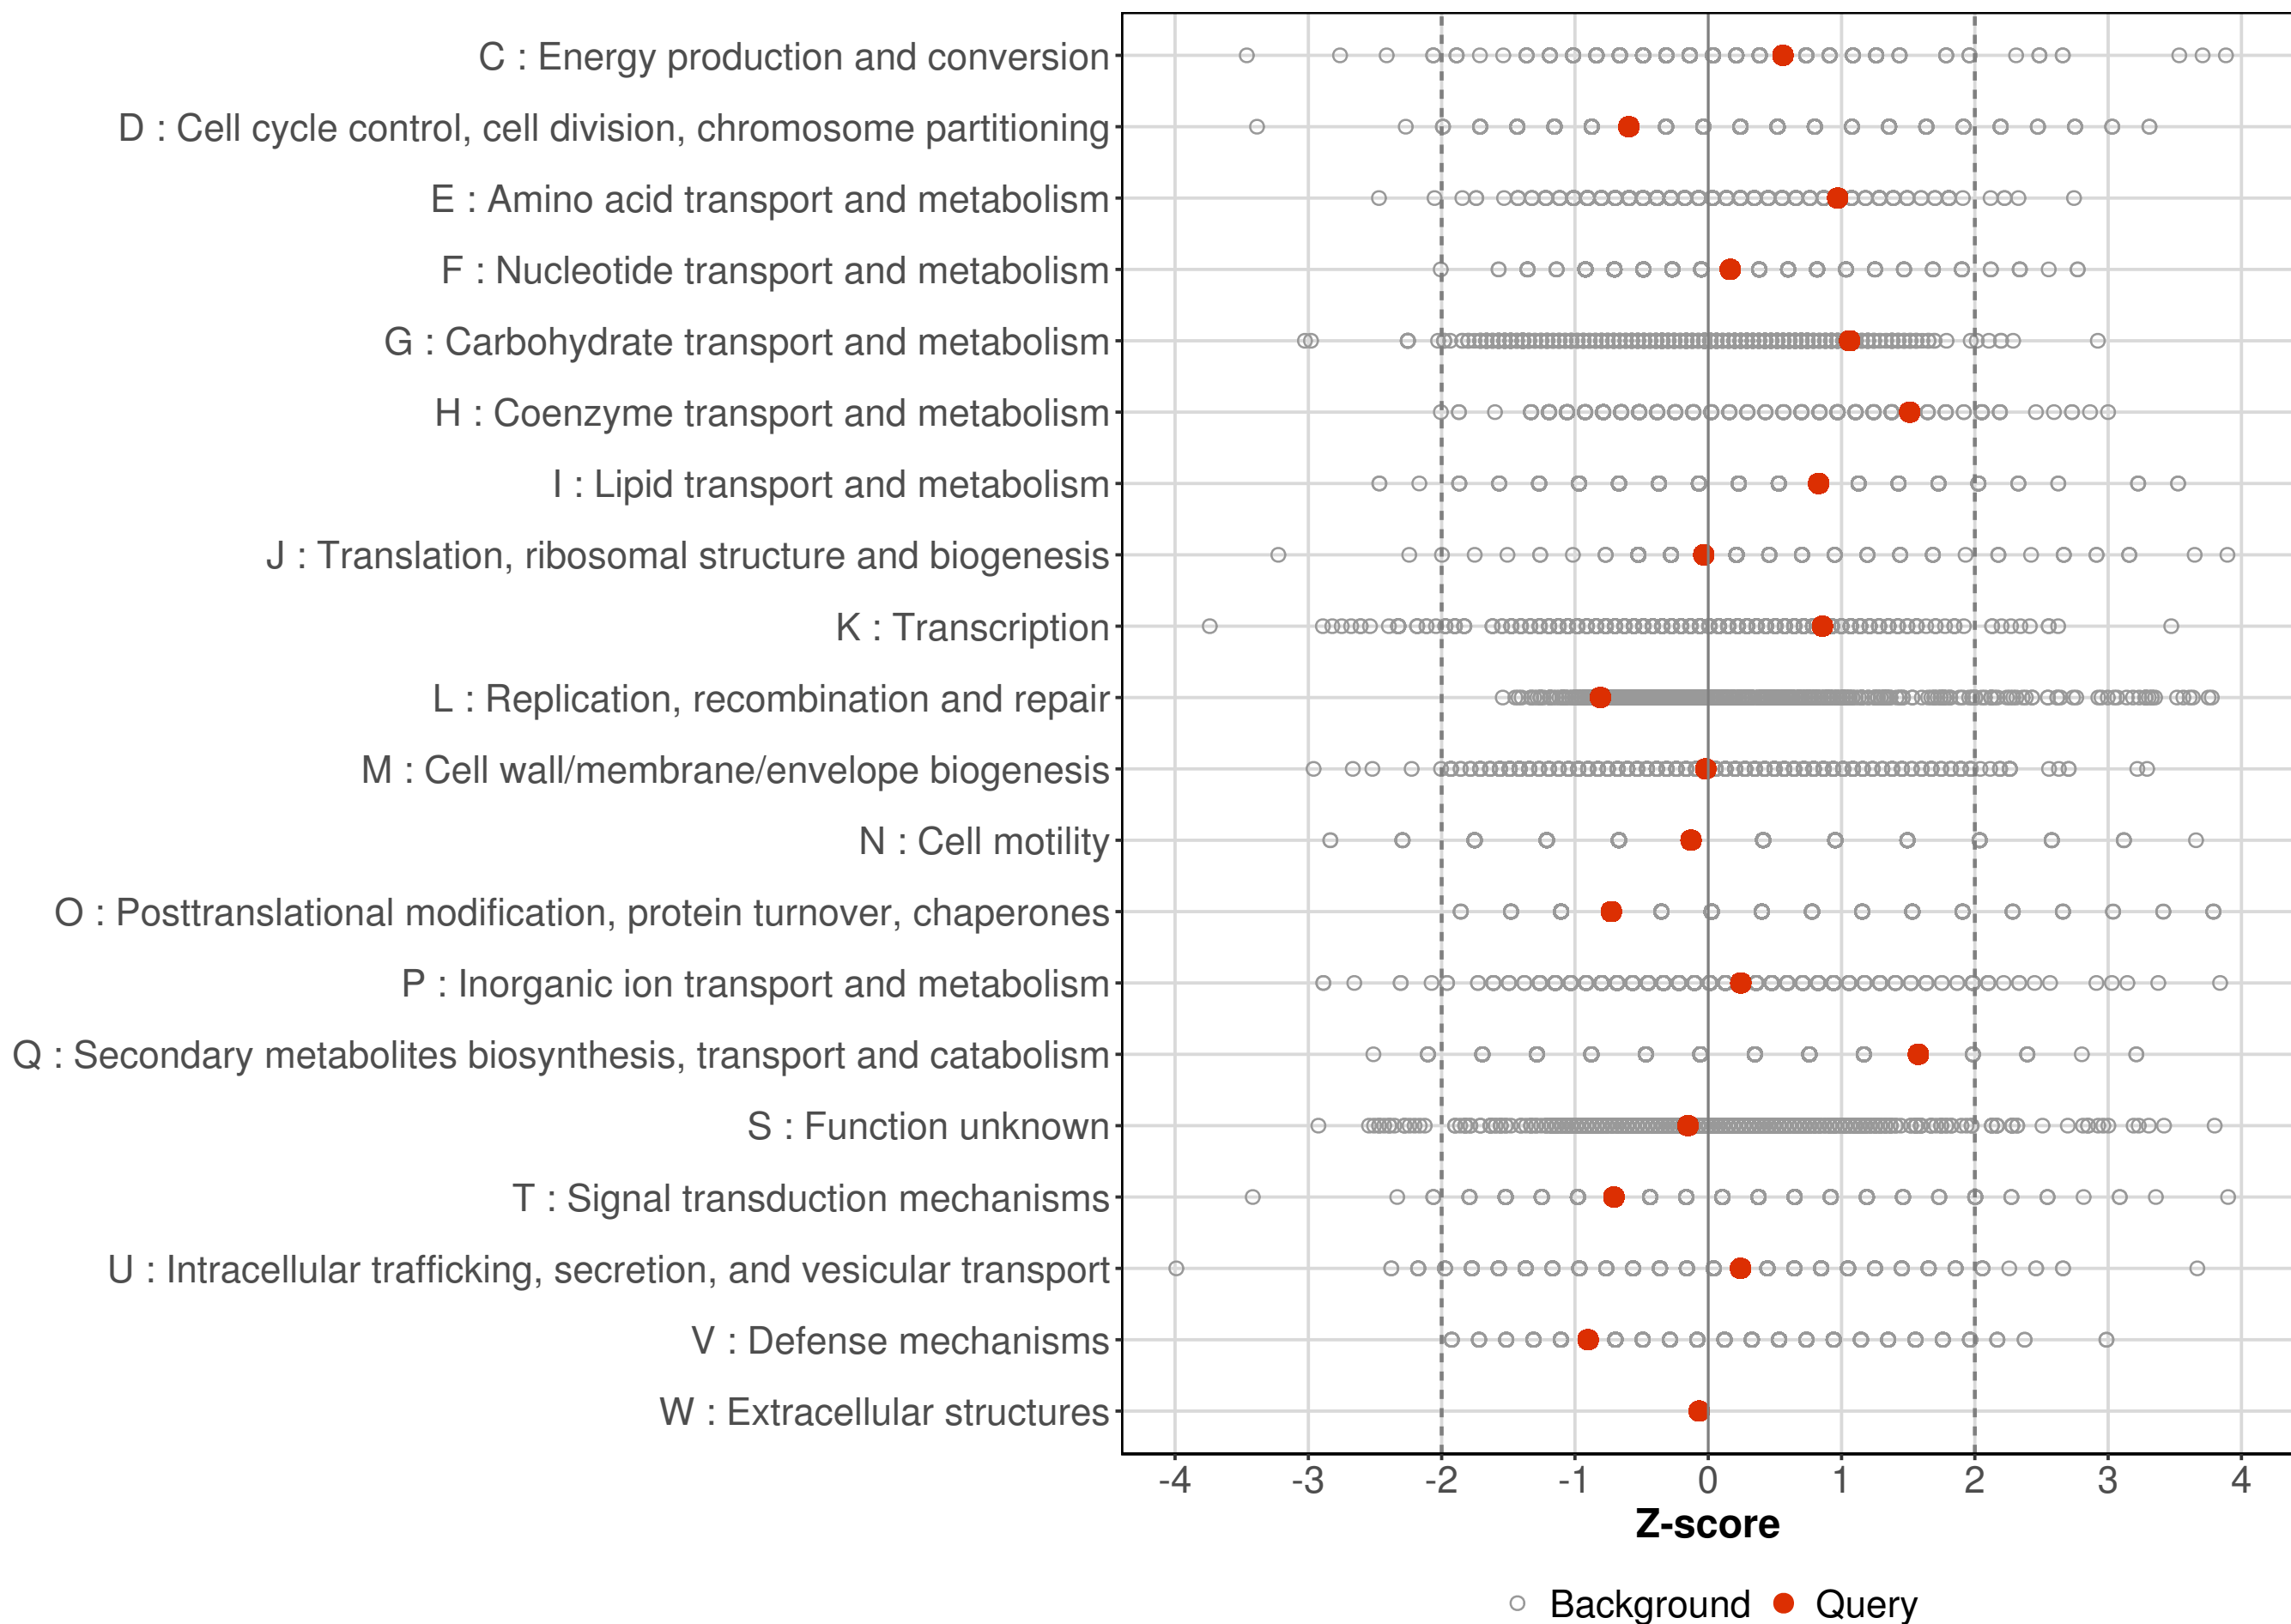 C : Energy production and conversion
D : Cell cycle control, cell division, chromosome partitioning
E : Amino acid transport and metabolism
F : Nucleotide transport and metabolism
G : Carbohydrate transport and metabolism
H : Coenzyme transport and metabolism
I : Lipid transport and metabolism
J : Translation, ribosomal structure and biogenesis
K : Transcription
L : Replication, recombination and repair
M : Cell wall/membrane/envelope biogenesis
N : Cell motility
O : Posttranslational modification, protein turnover, chaperones
P : Inorganic ion transport and metabolism
Q : Secondary metabolites biosynthesis, transport and catabolism
S : Function unknown
T : Signal transduction mechanisms
U : Intracellular trafficking, secretion, and vesicular transport
V : Defense mechanisms
W : Extracellular structures
-4 -3 -2 -1 0 1 2 3 4
Z-score
Background Query